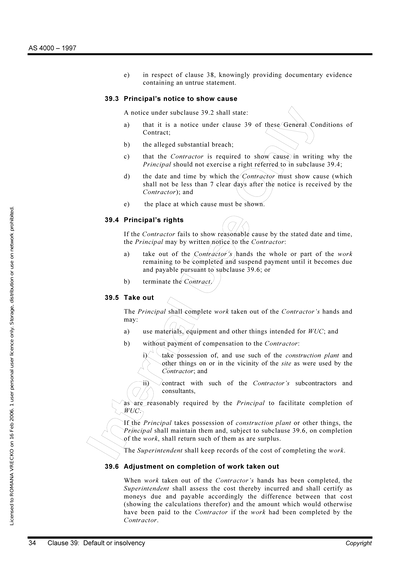 AS 4000 – 1997
e) in respect of clause 38, knowingly providing documentary evidence
containing an untrue statement.
39.3 Principal's notice to show cause
A notice under subclause 39.2 shall state:
a) that it is a notice under clause 39 of these General Conditions of
Contract;
b) the alleged substantial breach;
c) that the Contractor is required to show cause in writing why the
Principal should not exercise a right referred to in subclause 39.4;
d) the date and time by which the Contractor must show cause (which
shall not be less than 7 clear days after the notice is received by the
Contractor); and
e) the place at which cause must be shown.
39.4 Principal's rights
If the Contractor fails to show reasonable cause by the stated date and time,
the Principal may by written notice to the Contractor:
a) take out of the Contractor's hands the whole or part of the work
remaining to be completed and suspend payment until it becomes due
and payable pursuant to subclause 39.6; or
b) terminate the Contract.
39.5 Take out
The Principal shall complete work taken out of the Contractor's hands and
may:
a) use materials, equipment and other things intended for WUC; and
b) without payment of compensation to the Contractor:
i) take possession of, and use such of the construction plant and
other things on or in the vicinity of the site as were used by the
Contractor; and
ii) contract with such of the Contractor's subcontractors and
consultants,
as are reasonably required by the Principal to facilitate completion of
WUC.
If the Principal takes possession of construction plant or other things, the
Principal shall maintain them and, subject to subclause 39.6, on completion
of the work, shall return such of them as are surplus.
The Superintendent shall keep records of the cost of completing the work.
39.6 Adjustment on completion of work taken out
When work taken out of the Contractor's hands has been completed, the
Superintendent shall assess the cost thereby incurred and shall certify as
moneys due and payable accordingly the difference between that cost
(showing the calculations therefor) and the amount which would otherwise
have been paid to the Contractor if the work had been completed by the
Contractor.
34 Clause 39: Default or insolvency Copyright
Licensed to ROMANA VRECKO on 16 Feb 2006. 1 user personal user licence only. Storage, distribution or use on network prohibited.
Internal Use Only